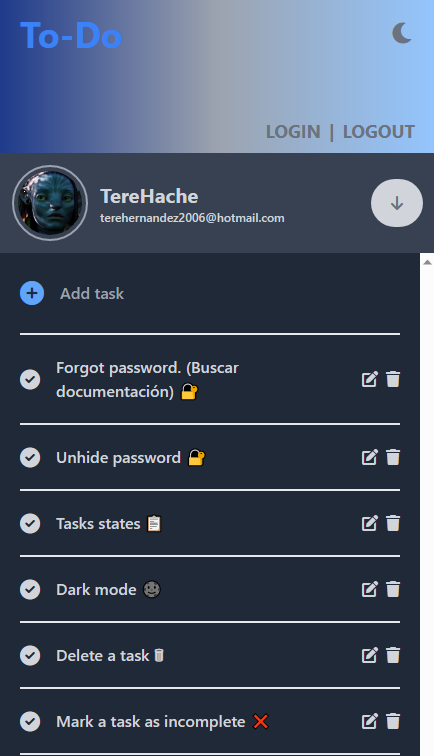 To-Do
LOGIN | LOGOUT
TereHache
terehernandez2006@hotmail.com
Add task
Forgot password. (Buscar
documentación) 🔐
Unhide password 🔐
Tasks states 📋
Dark mode 🌚
Delete a task 🗑
Mark a task as incomplete ❌